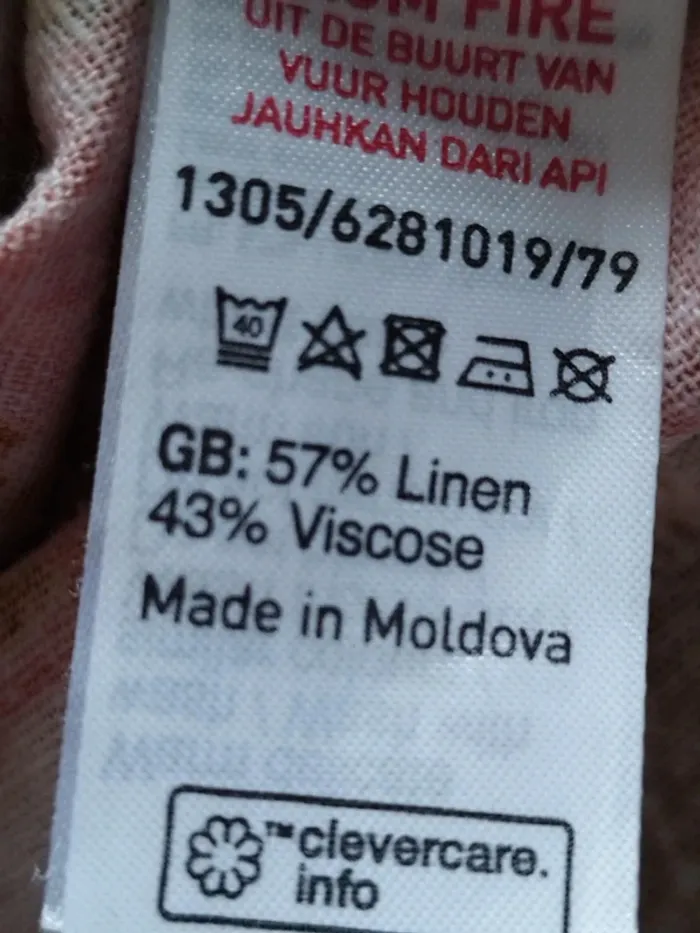 FIRE
UIT DE BUURT VAN
VUUR HOUDEN
JAUHKAN DARI API
1305/6281019/79
40
GB: 57% Linen
43% Viscose
Made in Moldova
™clevercare.
info